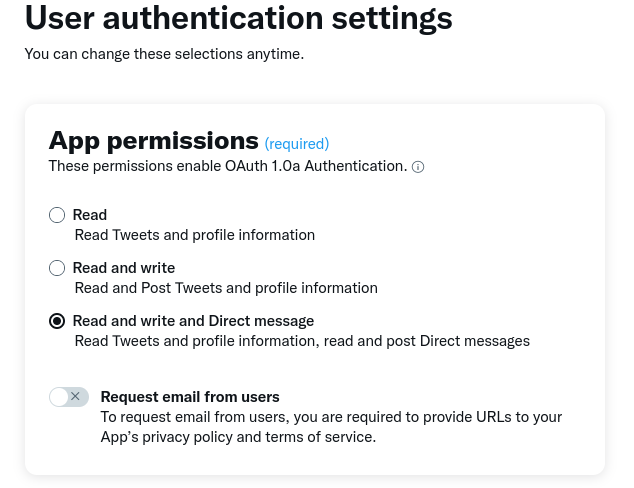 User authentication settings
You can change these selections anytime.
App permissions (required)
These permissions enable OAuth 1.0a Authentication.
Read
Read Tweets and profile information
Read and write
Read and Post Tweets and profile information
Read and write and Direct message
Read Tweets and profile information, read and post Direct messages
Request email from users
To request email from users, you are required to provide URLs to your
App’s privacy policy and terms of service.